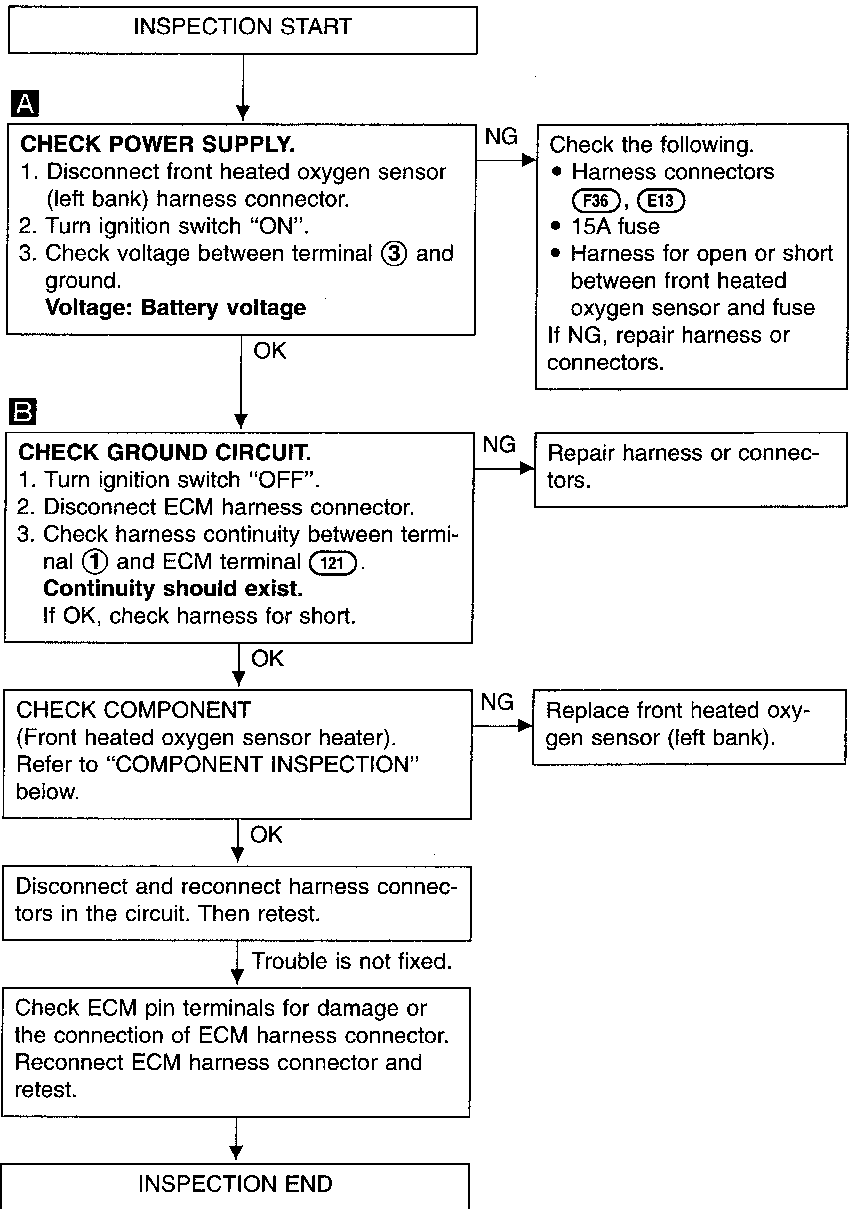 INSPECTION START
A
CHECK POWER SUPPLY.
1. Disconnect front heated oxygen sensor
(left bank) harness connector.
2. Turn ignition switch “ON”.
3. Check voltage between terminal ③ and
ground.
Voltage: Battery voltage
NG
Check the following.
• Harness connectors
F36, E13
• 15A fuse
• Harness for open or short
between front heated
oxygen sensor and fuse
If NG, repair harness or
connectors.
OK
B
CHECK GROUND CIRCUIT.
1. Turn ignition switch “OFF”.
2. Disconnect ECM harness connector.
3. Check harness continuity between termi-
nal ① and ECM terminal 121.
Continuity should exist.
If OK, check harness for short.
NG
Repair harness or connec-
tors.
OK
CHECK COMPONENT
(Front heated oxygen sensor heater).
Refer to “COMPONENT INSPECTION”
below.
NG
Replace front heated oxy-
gen sensor (left bank).
OK
Disconnect and reconnect harness connec-
tors in the circuit. Then retest.
Trouble is not fixed.
Check ECM pin terminals for damage or
the connection of ECM harness connector.
Reconnect ECM harness connector and
retest.
INSPECTION END